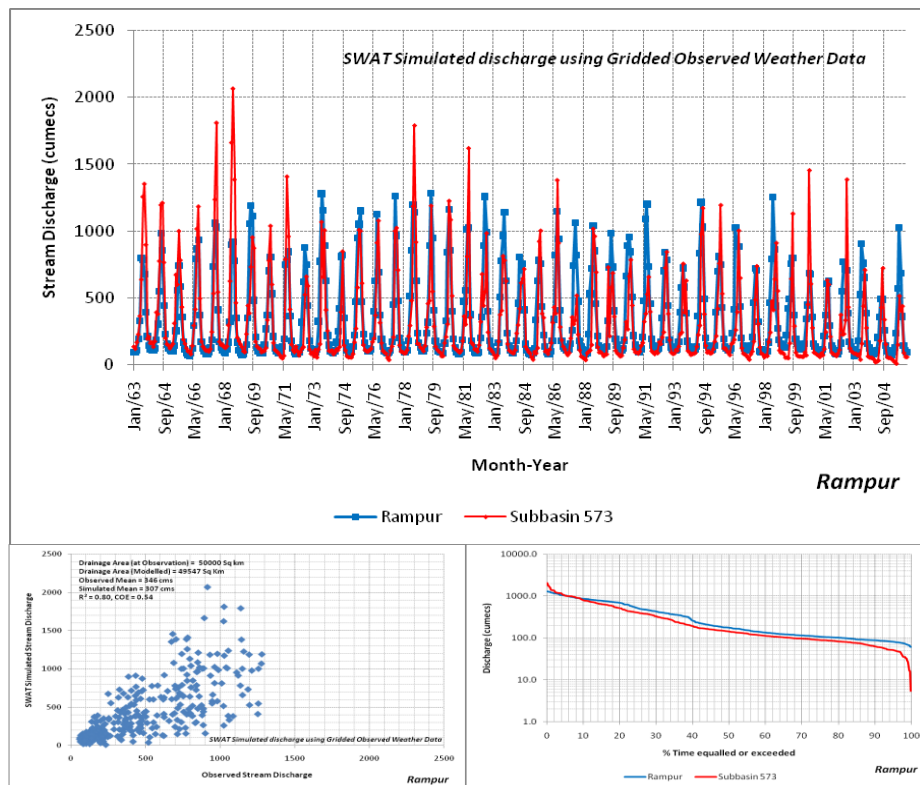 SWAT Simulated discharge using Gridded Observed Weather Data
2500
2000
1500
1000
500
0
Stream Discharge (cumecs)
Jan/63
Sep/64
May/66
Jan/68
Sep/69
May/71
Jan/73
Sep/74
May/76
Jan/78
Sep/79
May/81
Jan/83
Sep/84
May/86
Jan/88
Sep/89
May/91
Jan/93
Sep/94
May/96
Jan/98
Sep/99
May/01
Jan/03
Sep/04
Month-Year
Rampur
Rampur
Subbasin 573
2500
2000
1500
1000
500
0
SWAT Simulated Stream Discharge
Drainage Area (at Observation) = 50000 Sq km
Drainage Area (Modelled) = 49547 Sq Km
Observed Mean = 346 cms
Simulated Mean = 307 cms
R² = 0.80, COE = 0.54
SWAT Simulated discharge using Gridded Observed Weather Data
0
500
1000
1500
2000
2500
Observed Stream Discharge
Rampur
10000.0
1000.0
100.0
10.0
1.0
Discharge (cumecs)
0
10
20
30
40
50
60
70
80
90
100
% Time equalled or exceeded
Rampur
Subbasin 573
Rampur